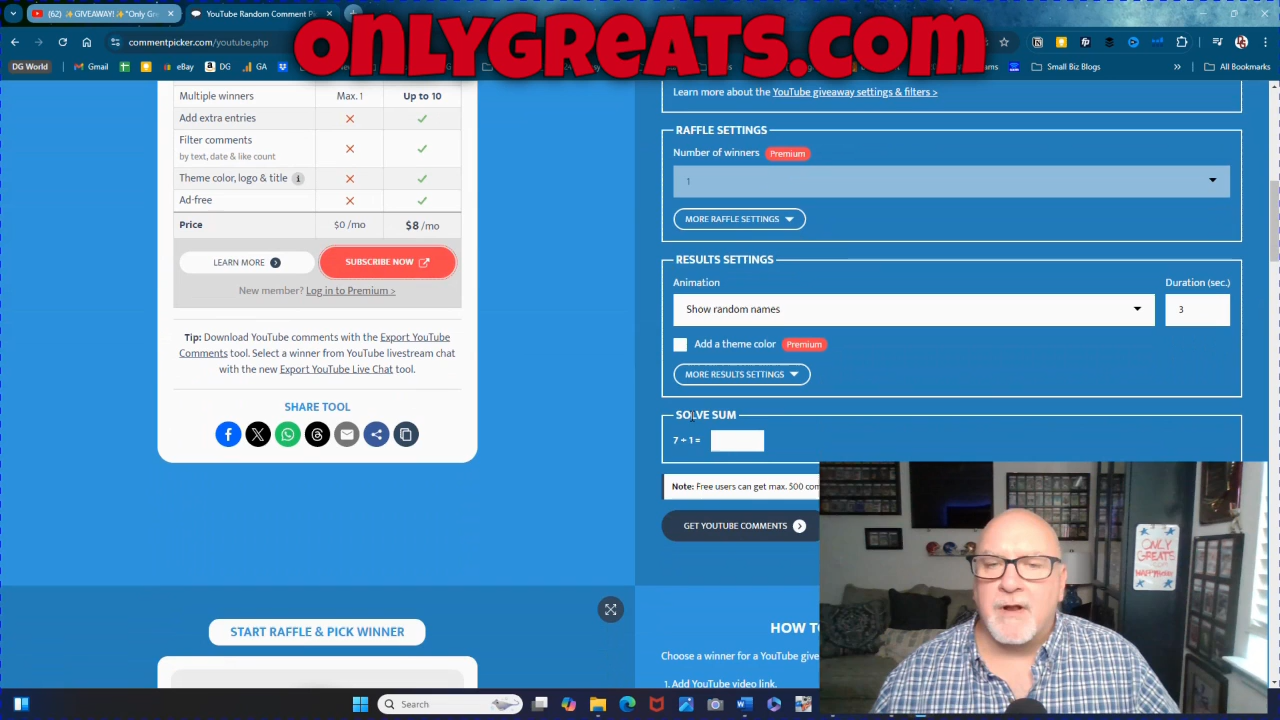 (62) ✨GIVEAWAY!✨"Only Gre
YouTube Random Comment P
commentpicker.com/youtube.php
ONLYGREATS.COM
DG World
Gmail
eBay
DG
GA
Small Biz Blogs
All Bookmarks
Multiple winners Max. 1 Up to 10
Add extra entries
Filter comments
by text, date & like count
Theme color, logo & title
Ad-free
Price $0 /mo $8 /mo
LEARN MORE
SUBSCRIBE NOW
New member? Log in to Premium >
Tip: Download YouTube comments with the Export YouTube
Comments tool. Select a winner from YouTube livestream chat
with the new Export YouTube Live Chat tool.
SHARE TOOL
START RAFFLE & PICK WINNER
Learn more about the YouTube giveaway settings & filters >
RAFFLE SETTINGS
Number of winners Premium
1
MORE RAFFLE SETTINGS
RESULTS SETTINGS
Animation Duration (sec.)
Show random names 3
Add a theme color Premium
MORE RESULTS SETTINGS
SOLVE SUM
7 ÷ 1 =
Note: Free users can get max. 500 com
GET YOUTUBE COMMENTS
ONLY
GREATS
HOW T
Choose a winner for a YouTube give
1. Add YouTube video link.
Search